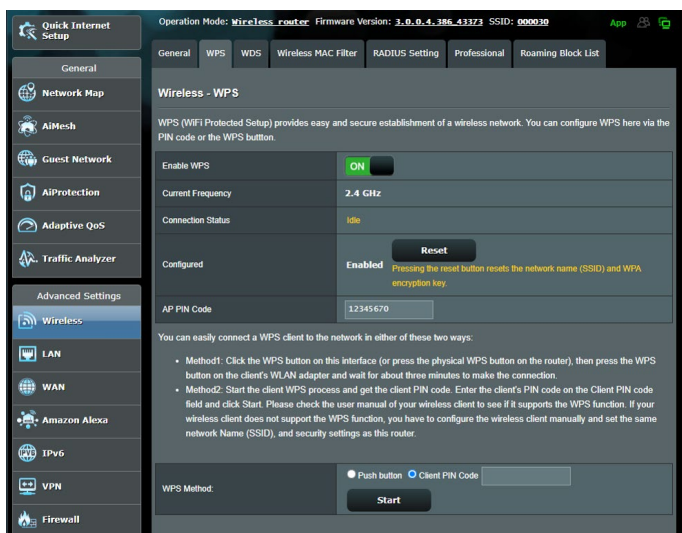 Quick Internet
Setup
General
Network Map
AiMesh
Guest Network
AiProtection
Adaptive QoS
Traffic Analyzer
Advanced Settings
Wireless
LAN
WAN
Amazon Alexa
IPv6
VPN
Firewall
Operation Mode: Wireless router Firmware Version: 3.0.0.4.386_43373 SSID: 000030 App
General WPS WDS Wireless MAC Filter RADIUS Setting Professional Roaming Block List
Wireless - WPS
WPS (WiFi Protected Setup) provides easy and secure establishment of a wireless network. You can configure WPS here via the
PIN code or the WPS buttton.
Enable WPS ON
Current Frequency 2.4 GHz
Connection Status Idle
Configured Enabled Reset
Pressing the reset button resets the network name (SSID) and WPA
encryption key.
AP PIN Code 12345670
You can easily connect a WPS client to the network in either of these two ways:
• Method1: Click the WPS button on this interface (or press the physical WPS button on the router), then press the WPS
button on the client's WLAN adapter and wait for about three minutes to make the connection.
• Method2: Start the client WPS process and get the client PIN code. Enter the client's PIN code on the Client PIN code
field and click Start. Please check the user manual of your wireless client to see if it supports the WPS function. If your
wireless client does not support the WPS function, you have to configure the wireless client manually and set the same
network Name (SSID), and security settings as this router.
WPS Method: Push button Client PIN Code
Start